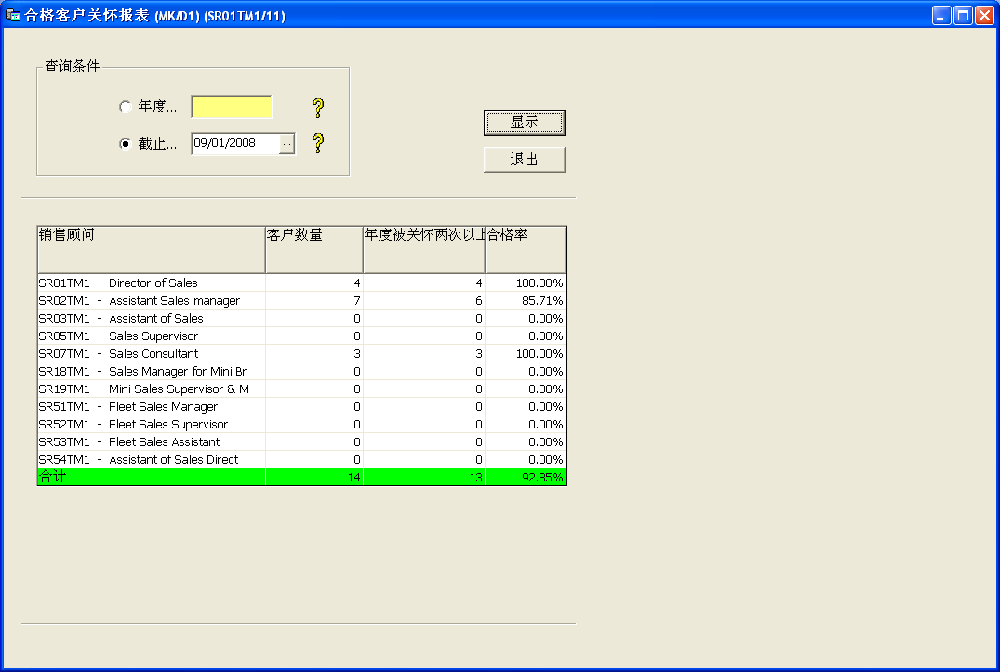 合格客户关怀报表 (MK/D1) (SR01TM1/11)
查询条件
年度...
截止... 09/01/2008 ...
显示
退出
销售顾问 客户数量 年度被关怀两次以上 合格率
SR01TM1 - Director of Sales 4 4 100.00%
SR02TM1 - Assistant Sales manager 7 6 85.71%
SR03TM1 - Assistant of Sales 0 0 0.00%
SR05TM1 - Sales Supervisor 0 0 0.00%
SR07TM1 - Sales Consultant 3 3 100.00%
SR18TM1 - Sales Manager for Mini Br 0 0 0.00%
SR19TM1 - Mini Sales Supervisor & M 0 0 0.00%
SR51TM1 - Fleet Sales Manager 0 0 0.00%
SR52TM1 - Fleet Sales Supervisor 0 0 0.00%
SR53TM1 - Fleet Sales Assistant 0 0 0.00%
SR54TM1 - Assistant of Sales Direct 0 0 0.00%
合计 14 13 92.85%